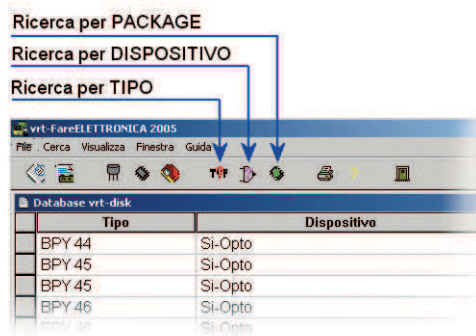 Ricerca per PACKAGE
Ricerca per DISPOSITIVO
Ricerca per TIPO
vrt-FareELETTRONICA 2005
File Cerca Visualizza Finestra Guida
Database vrt-disk
Tipo Dispositivo
BPY 44 Si-Opto
BPY 45 Si-Opto
BPY 45 Si-Opto
BPY 46 Si-Opto
Si-Opto